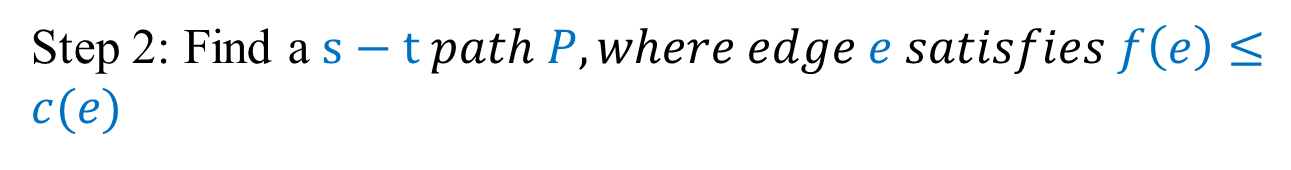 Step 2: Find a s − t path P, where edge e satisfies f(e) ≤
c(e)